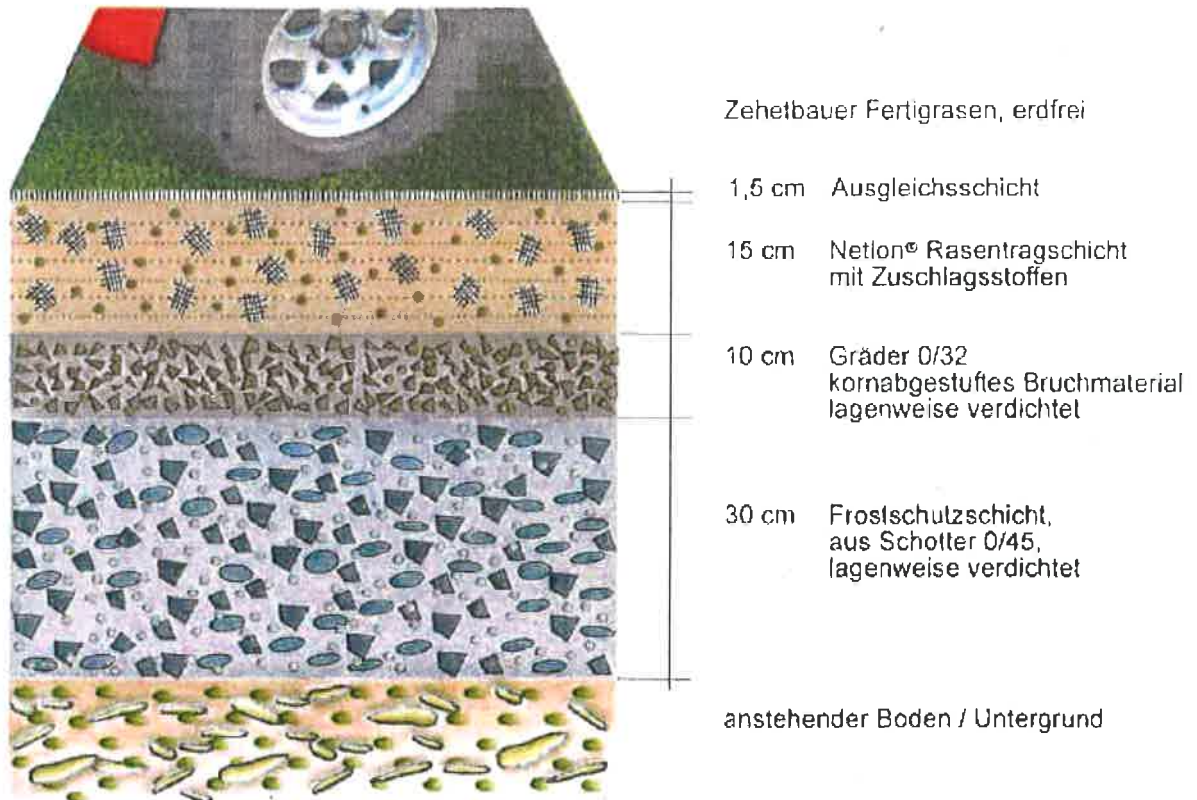 Zehetbauer Fertigrasen, erdfrei
1,5 cm Ausgleichsschicht
15 cm Netlon® Rasentragschicht
mit Zuschlagsstoffen
10 cm Gräder 0/32
kornabgestuftes Bruchmaterial
lagenweise verdichtet
30 cm Frostschutzschicht,
aus Schotter 0/45,
lagenweise verdichtet
anstehender Boden / Untergrund